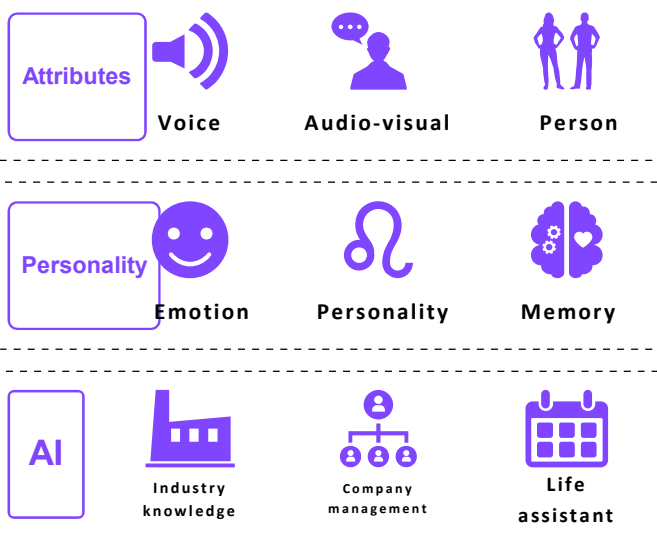 Attributes
Voice
Audio-visual
Person
Personality
Emotion
Personality
Memory
AI
Industry
knowledge
Company
management
Life
assistant